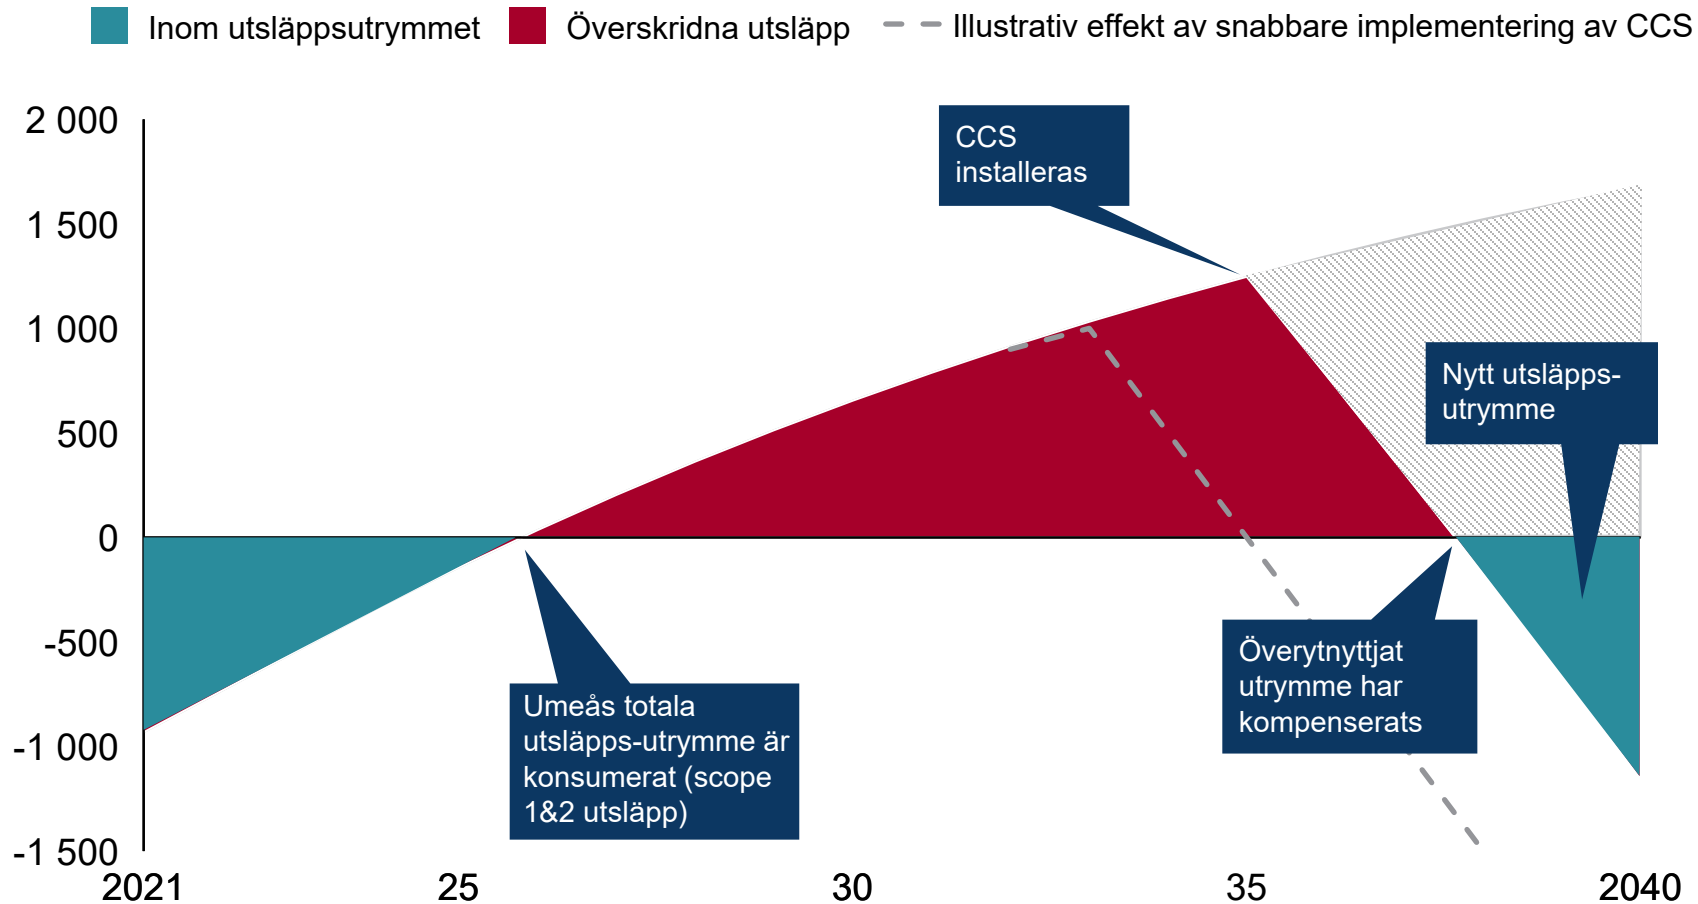 Inom utsläppsutrymmet Överskridna utsläpp Illustrativ effekt av snabbare implementering av CCS
2 000
1 500
1 000
500
0
-500
-1 000
-1 500
CCS
installeras
Nytt utsläpps-
utrymme
Umeås totala
utsläpps-utrymme är
konsumerat (scope
1&2 utsläpp)
Överytnyttjat
utrymme har
kompenserats
2021 25 30 35 2040